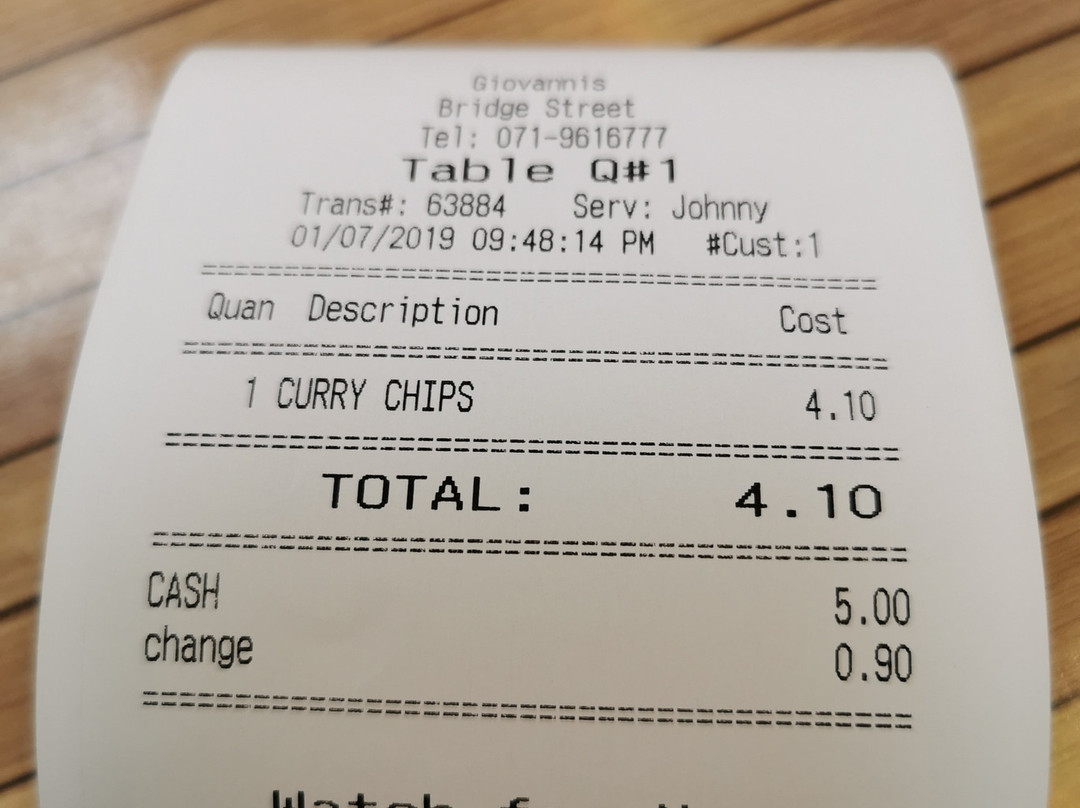 Giovannis
Bridge Street
Tel: 071-9616777
Table Q#1
Trans#: 63884 Serv: Johnny
01/07/2019 09:48:14 PM #Cust:1
================================================
Quan Description Cost
================================================
1 CURRY CHIPS 4.10
================================================
TOTAL: 4.10
================================================
CASH 5.00
change 0.90
================================================